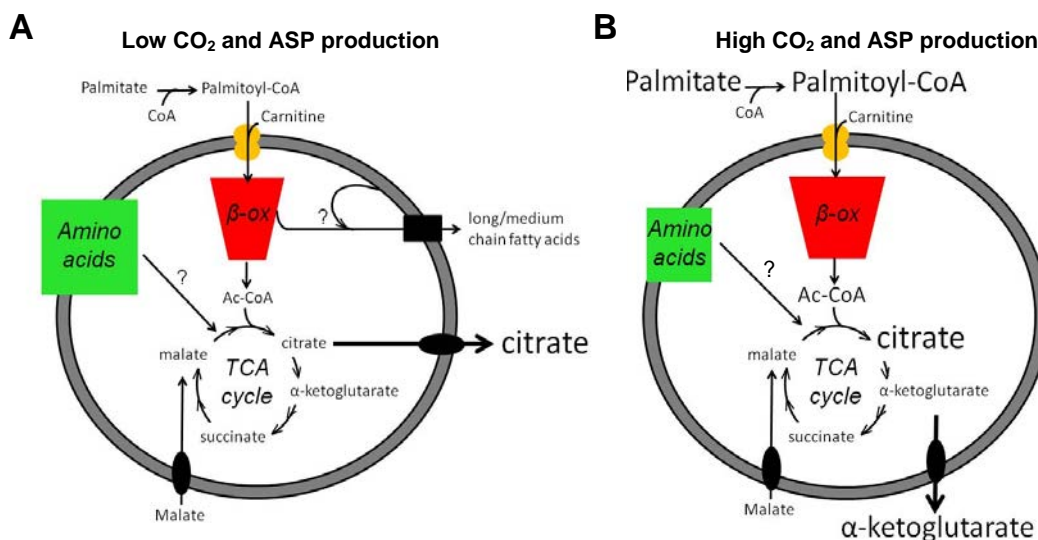 A
Low CO₂ and ASP production
Palmitate
Palmitoyl-CoA
CoA
Carnitine
β-ox
?
Amino
acids
?
long/medium
chain fatty acids
Ac-CoA
citrate
citrate
malate
TCA
cycle
α-ketoglutarate
succinate
Malate
B
High CO₂ and ASP production
Palmitate
Palmitoyl-CoA
CoA
Carnitine
β-ox
Amino
acids
?
Ac-CoA
citrate
malate
TCA
cycle
α-ketoglutarate
succinate
Malate
α-ketoglutarate